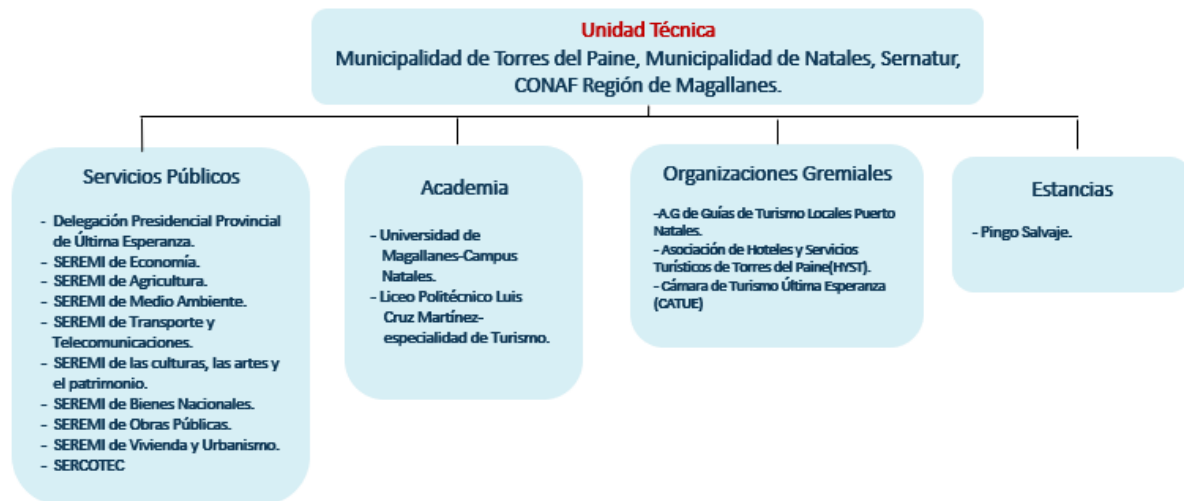 Unidad Técnica
Municipalidad de Torres del Paine, Municipalidad de Natales, Sernatur,
CONAF Región de Magallanes.
Servicios Públicos
- Delegación Presidencial Provincial
de Última Esperanza.
- SEREMI de Economía.
- SEREMI de Agricultura.
- SEREMI de Medio Ambiente.
- SEREMI de Transporte y
Telecomunicaciones.
- SEREMI de las culturas, las artes y
el patrimonio.
- SEREMI de Bienes Nacionales.
- SEREMI de Obras Públicas.
- SEREMI de Vivienda y Urbanismo.
- SERCOTEC
Academia
- Universidad de
Magallanes-Campus
Natales.
- Liceo Politécnico Luis
Cruz Martínez-
especialidad de Turismo.
Organizaciones Gremiales
-A.G de Guías de Turismo Locales Puerto
Natales.
- Asociación de Hoteles y Servicios
Turísticos de Torres del Paine(HYST).
- Cámara de Turismo Última Esperanza
(CATUE)
Estancias
- Pingo Salvaje.